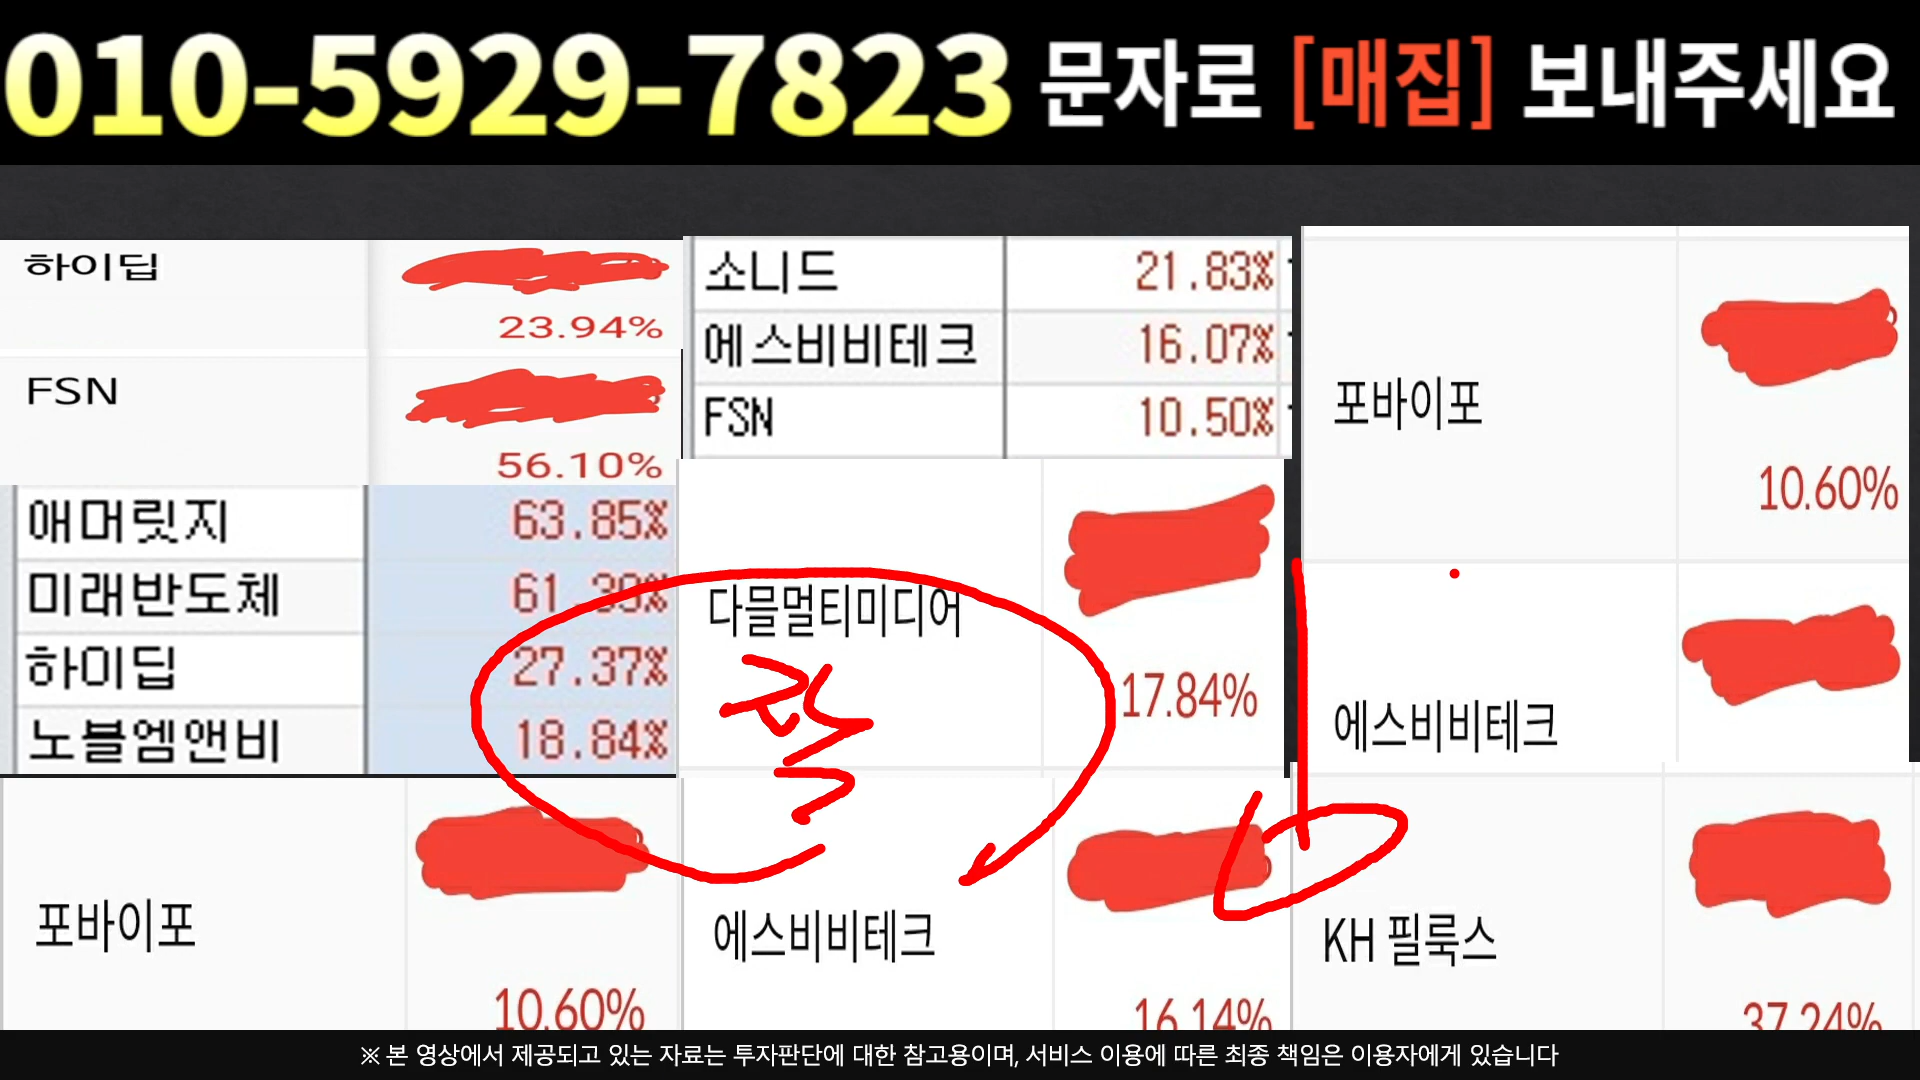 010-5929-7823 문자로 [매집] 보내주세요
하이딥
23.94%
FSN
56.10%
애머릿지 63.85%
미래반도체 61.39%
하이딥 27.37%
노블엠앤비 18.84%
소니드 21.83%
에스비비테크 16.07%
FSN 10.50%
다믈멀티미디어
17.84%
포바이포
10.60%
에스비비테크
포바이포
10.60%
에스비비테크
16.14%
KH 필룩스
37.24%
※ 본 영상에서 제공되고 있는 자료는 투자판단에 대한 참고용이며, 서비스 이용에 따른 최종 책임은 이용자에게 있습니다